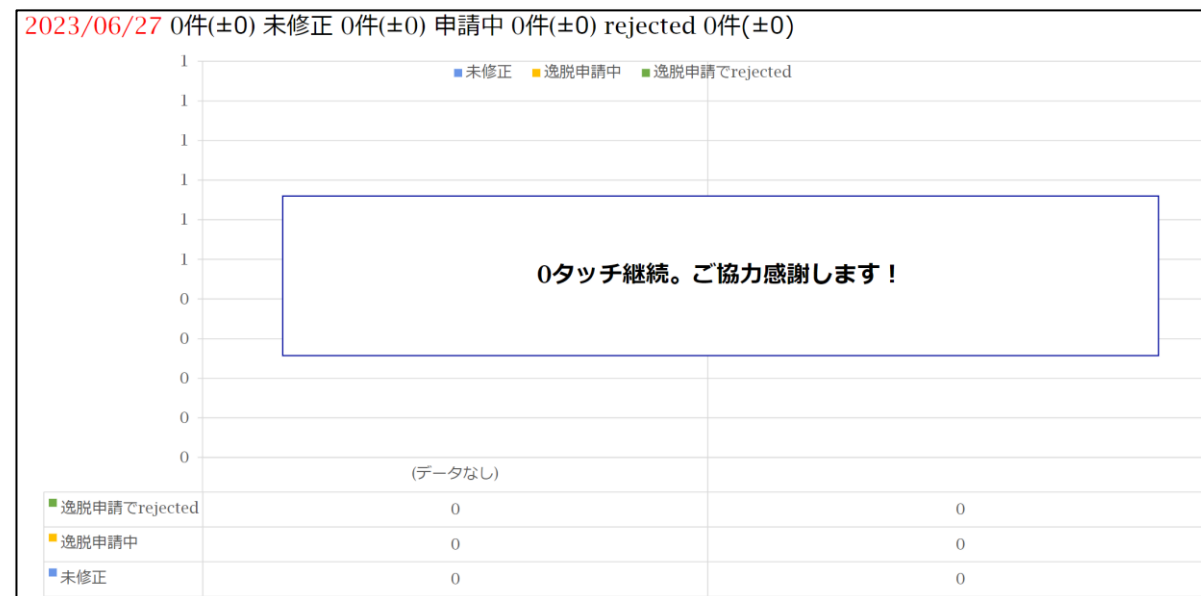 2023/06/27 0件(±0) 未修正 0件(±0) 申請中 0件(±0) rejected 0件(±0)
■未修正 ■逸脱申請中 ■逸脱申請でrejected
1
1
1
1
1
1
0
0
0
0
0
0タッチ継続。ご協力感謝します！
(データなし)
■逸脱申請でrejected 0 0
■逸脱申請中 0 0
■未修正 0 0